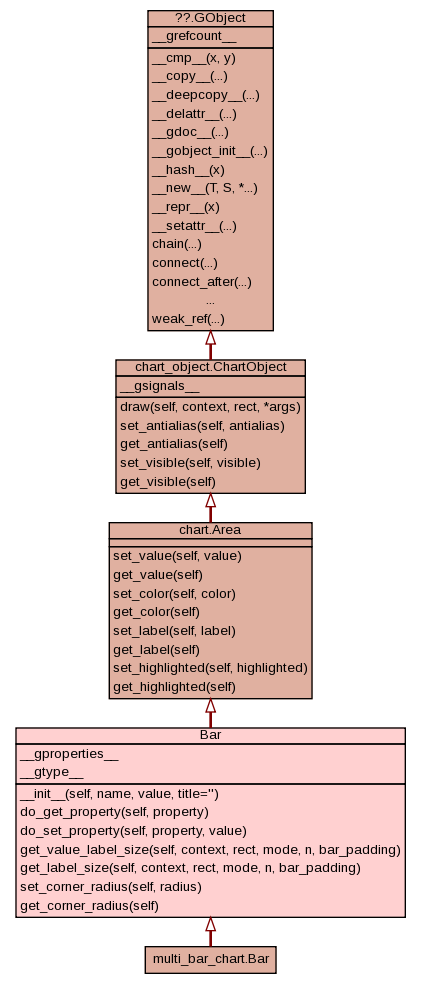 ??.GObject
__grefcount__
__cmp__(x, y)
__copy__(...)
__deepcopy__(...)
__delattr__(...)
__gdoc__(...)
__gobject_init__(...)
__hash__(x)
__new__(T, S, *...)
__repr__(x)
__setattr__(...)
chain(...)
connect(...)
connect_after(...)
...
weak_ref(...)
chart_object.ChartObject
__gsignals__
draw(self, context, rect, *args)
set_antialias(self, antialias)
get_antialias(self)
set_visible(self, visible)
get_visible(self)
chart.Area
set_value(self, value)
get_value(self)
set_color(self, color)
get_color(self)
set_label(self, label)
get_label(self)
set_highlighted(self, highlighted)
get_highlighted(self)
Bar
__gproperties__
__gtype__
__init__(self, name, value, title='')
do_get_property(self, property)
do_set_property(self, property, value)
get_value_label_size(self, context, rect, mode, n, bar_padding)
get_label_size(self, context, rect, mode, n, bar_padding)
set_corner_radius(self, radius)
get_corner_radius(self)
multi_bar_chart.Bar